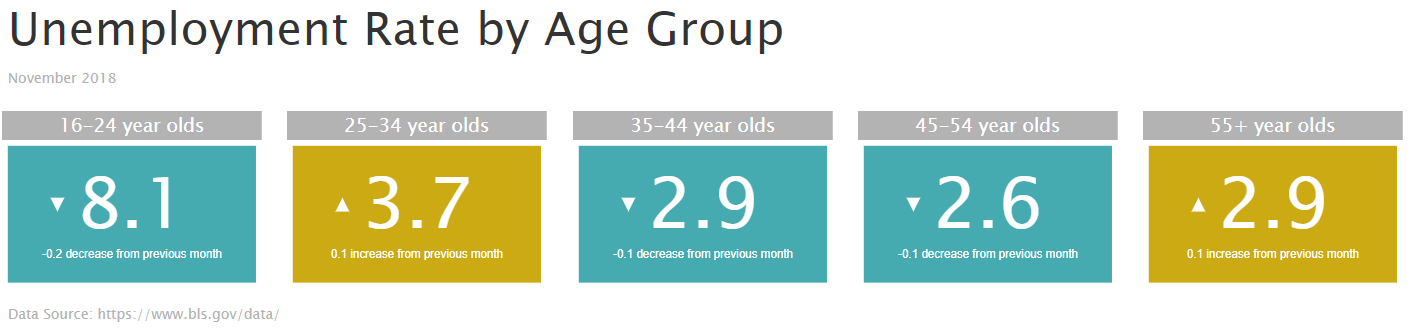 Unemployment Rate by Age Group
November 2018
16-24 year olds
▼ 8.1
-0.2 decrease from previous month
25-34 year olds
▲ 3.7
0.1 increase from previous month
35-44 year olds
▼ 2.9
-0.1 decrease from previous month
45-54 year olds
▼ 2.6
-0.1 decrease from previous month
55+ year olds
▲ 2.9
0.1 increase from previous month
Data Source: https://www.bls.gov/data/